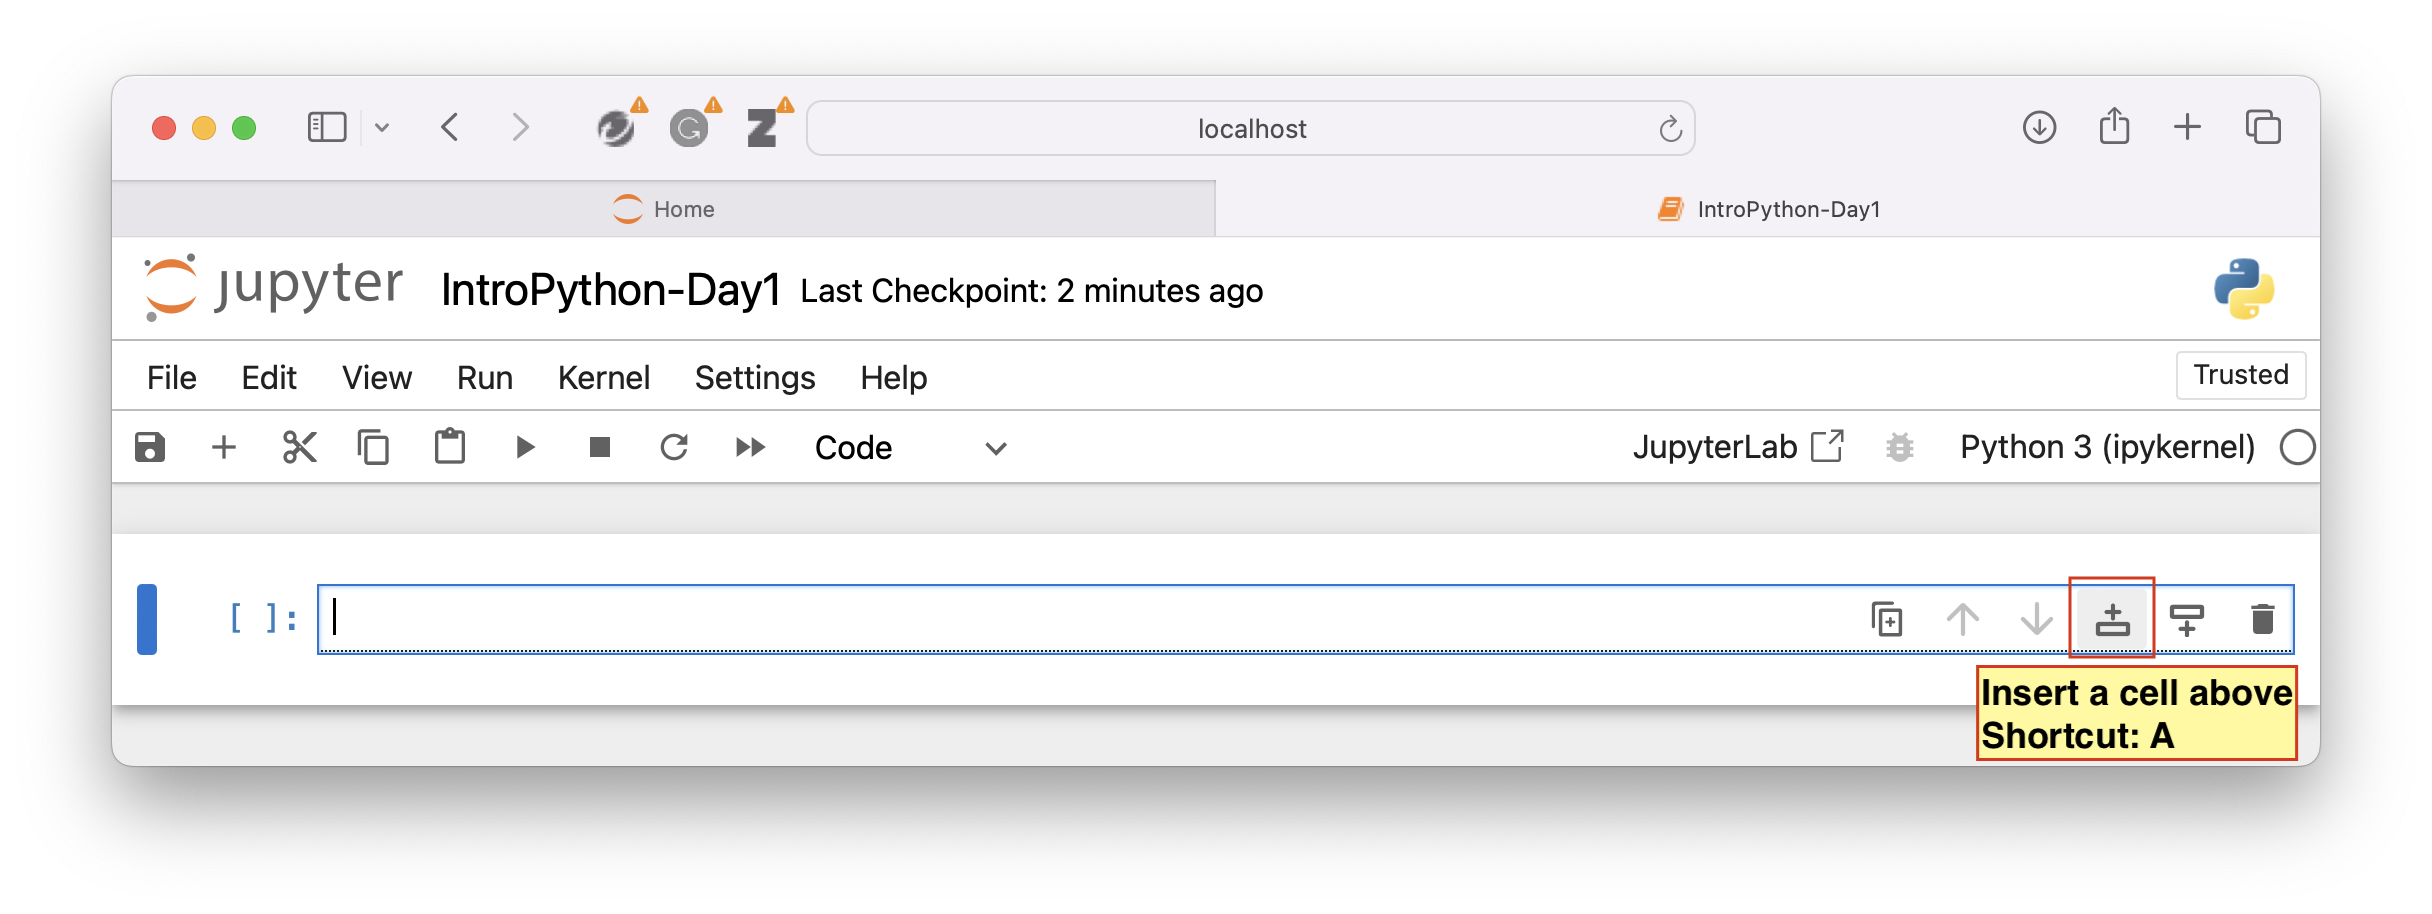 localhost
Home
IntroPython-Day1
jupyter IntroPython-Day1 Last Checkpoint: 2 minutes ago
File Edit View Run Kernel Settings Help Trusted
Code JupyterLab Python 3 (ipykernel)
[ ]:
Insert a cell above
Shortcut: A